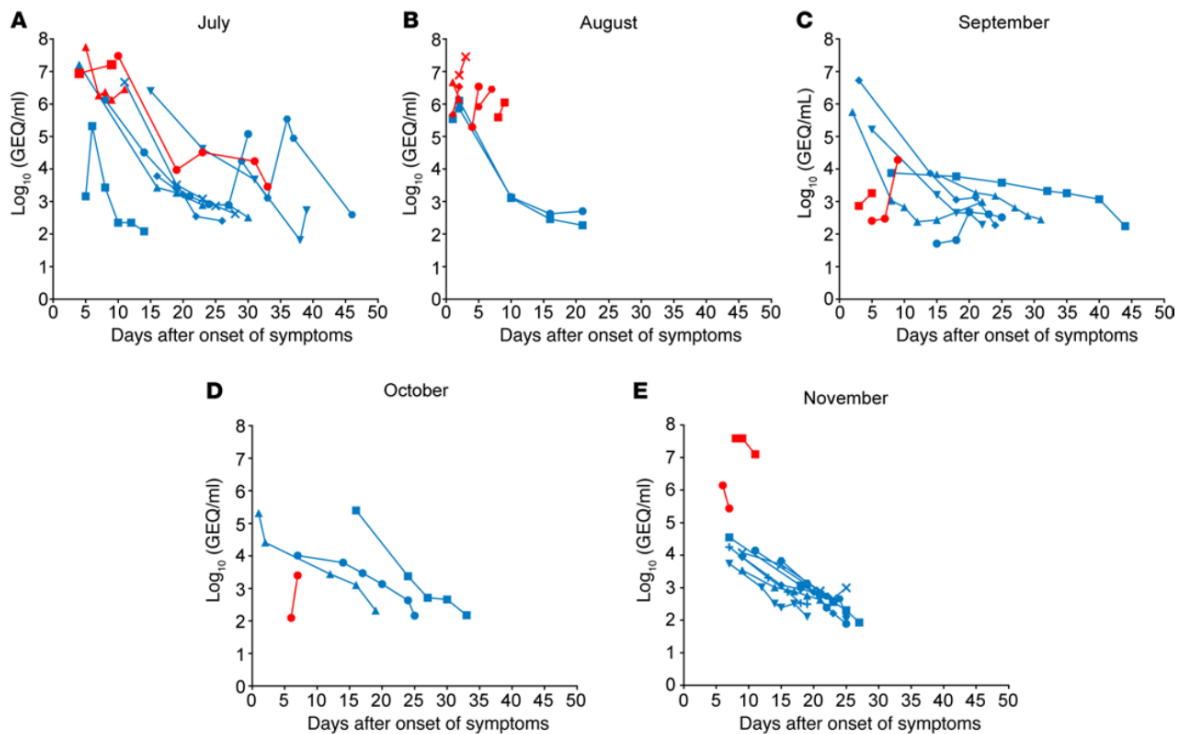 A
July
B
August
C
September
Log10 (GEQ/ml)
8
7
6
5
4
3
2
1
0
0 5 10 15 20 25 30 35 40 45 50
Days after onset of symptoms
Log10 (GEQ/ml)
8
7
6
5
4
3
2
1
0
0 5 10 15 20 25 30 35 40 45 50
Days after onset of symptoms
Log10 (GEQ/mL)
8
7
6
5
4
3
2
1
0
0 5 10 15 20 25 30 35 40 45 50
Days after onset of symptoms
D
October
E
November
Log10 (GEQ/ml)
8
7
6
5
4
3
2
1
0
0 5 10 15 20 25 30 35 40 45 50
Days after onset of symptoms
Log10 (GEQ/ml)
8
7
6
5
4
3
2
1
0
0 5 10 15 20 25 30 35 40 45 50
Days after onset of symptoms